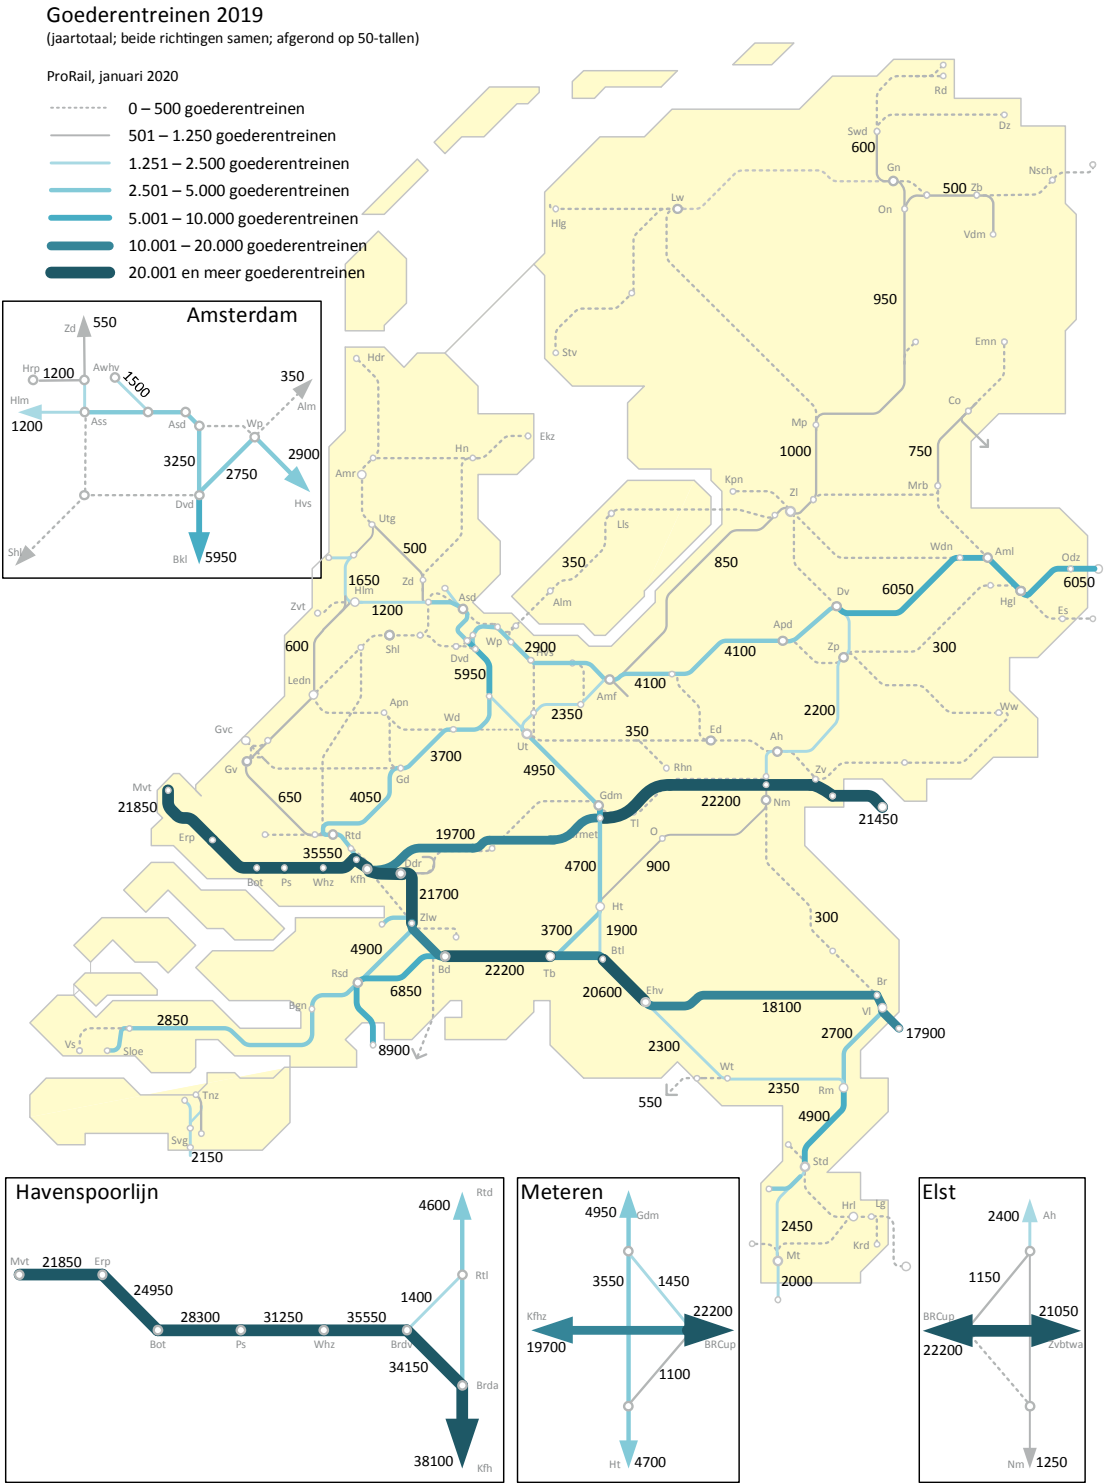 Goederentreinen 2019
(jaartotaal; beide richtingen samen; afgerond op 50-tallen)
ProRail, januari 2020
0 – 500 goederentreinen
501 – 1.250 goederentreinen
1.251 – 2.500 goederentreinen
2.501 – 5.000 goederentreinen
5.001 – 10.000 goederentreinen
10.001 – 20.000 goederentreinen
20.001 en meer goederentreinen
Amsterdam
Zd
550
Hrp
1200
Awhv
1500
350
Alm
Hlm
1200
Ass
Asd
Wp
3250
2750
2900
Hvs
Dvd
Shl
Bkl
5950
Rd
Dz
Swd
600
Gn
Nsch
500
Zb
On
Vdm
Lw
Hlg
Stv
950
Emn
Co
Mp
1000
750
Mrb
Hdr
Ekz
Hn
Amr
Kpn
Zl
Lls
Utg
500
350
850
Wdn
Aml
Odz
6050
6050
Hgl
Es
1650
Zd
Hlm
1200
Zvt
Asd
Alm
Dv
Apd
4100
Zp
300
Shl
600
Wp
2900
Hvs
Dvd
5950
Ledn
Amf
4100
2350
2200
Ww
Apn
Wd
Gvc
Gv
3700
Ut
350
Ed
Ah
Gd
4950
Rhn
Zv
Mvt
21850
650
4050
Gdm
22200
Nm
21450
Erp
Rtd
19700
Tl
rmet
O
35550
Ddr
Bot
Ps
Whz
Kfh
4700
900
21700
Ht
Zlw
3700
1900
300
4900
Btl
Rsd
Bd
22200
Tb
6850
20600
Ehv
18100
Br
Vl
Bgn
2850
2700
17900
Vs
Sloe
8900
2300
Wt
2350
Rm
550
4900
Tnz
Svg
2150
Std
Hrl
Lg
2450
Krd
Mt
2000
Havenspoorlijn
4600
Rtd
Mvt
21850
Erp
24950
Rtl
1400
28300
31250
35550
Bot
Ps
Whz
Brdv
34150
Brda
38100
Kfh
Meteren
4950
Gdm
3550
1450
Kfhz
22200
19700
BRCup
1100
Ht
4700
Elst
2400
Ah
1150
BRCup
21050
22200
Zvbtwa
Nm
1250